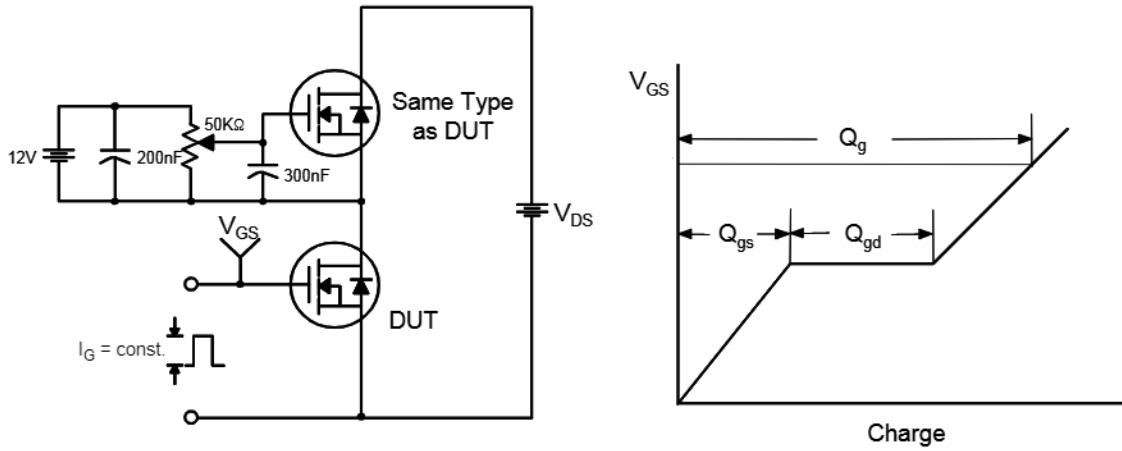 12V
200nF
50KΩ
300nF
Same Type
as DUT
V_GS
V_DS
DUT
I_G = const.
V_GS
Q_g
Q_gs
Q_gd
Charge